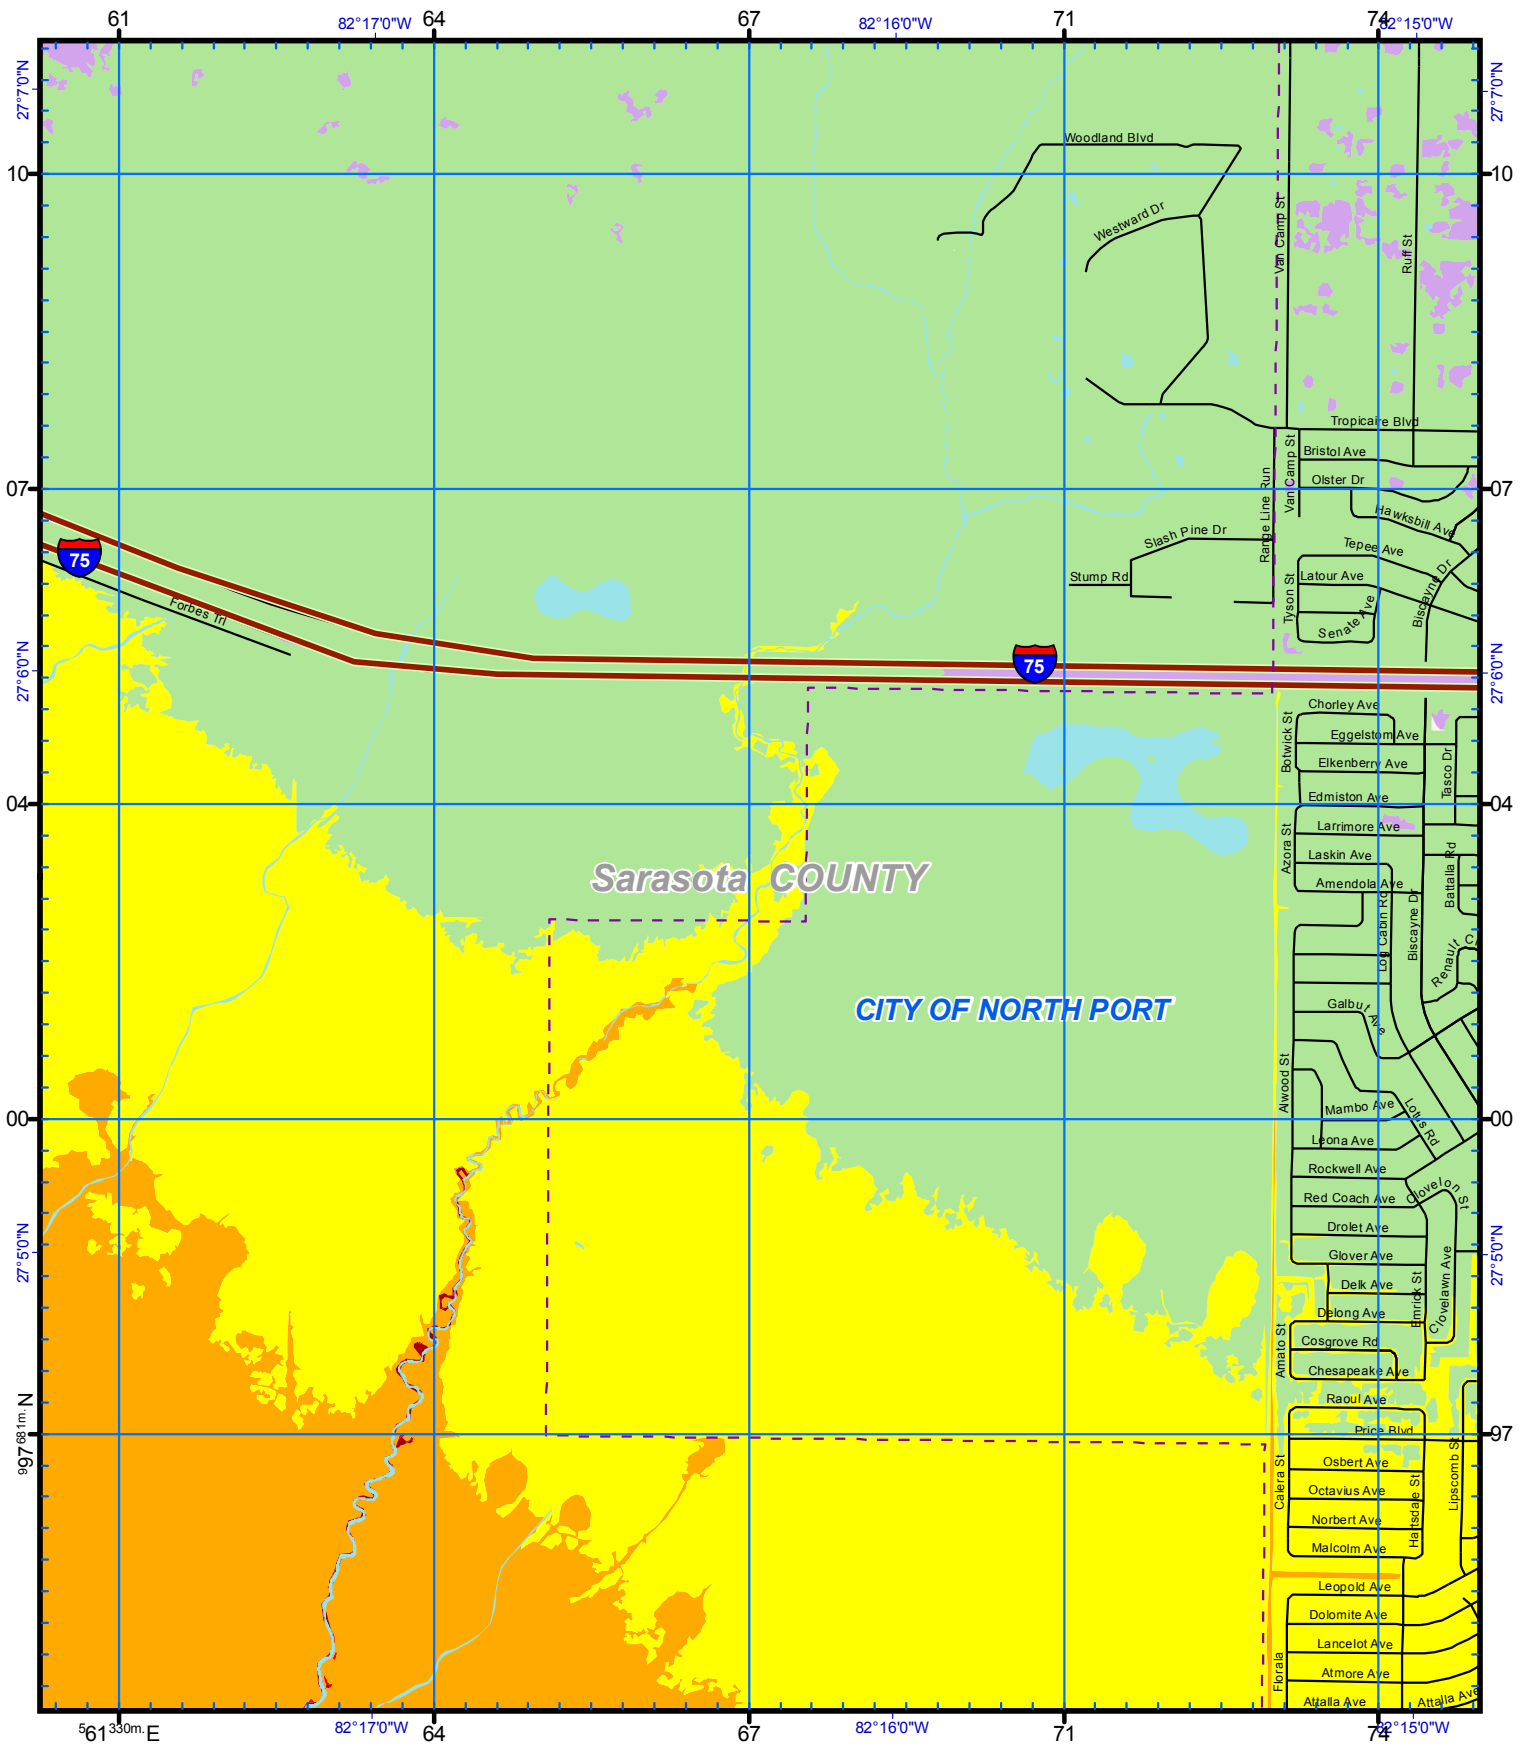 61
82°17'0"W
64
67
82°16'0"W
71
74
82°15'0"W
27°7'0"N
27°7'0"N
Woodland Blvd
10
10
Westward Dr
Van Camp St
Ruff St
Tropicaire Blvd
Bristol Ave
Van Camp St
Olster Dr
07
07
Range Line Run
Hawksbill Ave
Slash Pine Dr
Tepee Ave
75
Stump Rd
Latour Ave
Tyson St
Biscayne Dr
Forbes Trl
Senate Ave
75
27°6'0"N
27°6'0"N
Chorley Ave
Botwick St
Eggelstom Ave
Elkenberry Ave
Tasco Dr
Edmiston Ave
04
04
Larrimore Ave
Azora St
Laskin Ave
Battalla Rd
Sarasota COUNTY
Amendola Ave
Log Cabin Rd
Biscayne Dr
Renault Ci
CITY OF NORTH PORT
Galbut Ave
Alwood St
Mambo Ave
Lotus Rd
00
00
Leona Ave
Rockwell Ave
Red Coach Ave
Clovelon St
Drolet Ave
27°5'0"N
27°5'0"N
Glover Ave
Delk Ave
Emrick St
Clovelawn Ave
Delong Ave
Amato St
Cosgrove Rd
Chesapeake Ave
Raoul Ave
Price Blvd
997681m. N
97
Osbert Ave
Calera St
Octavius Ave
Hartsdale St
Lipscomb St
Norbert Ave
Malcolm Ave
Leopold Ave
Dolomite Ave
Lancelot Ave
Florala
Atmore Ave
Attalla Ave
Attalla Ave
561330m. E
82°17'0"W
64
67
82°16'0"W
71
74
82°15'0"W